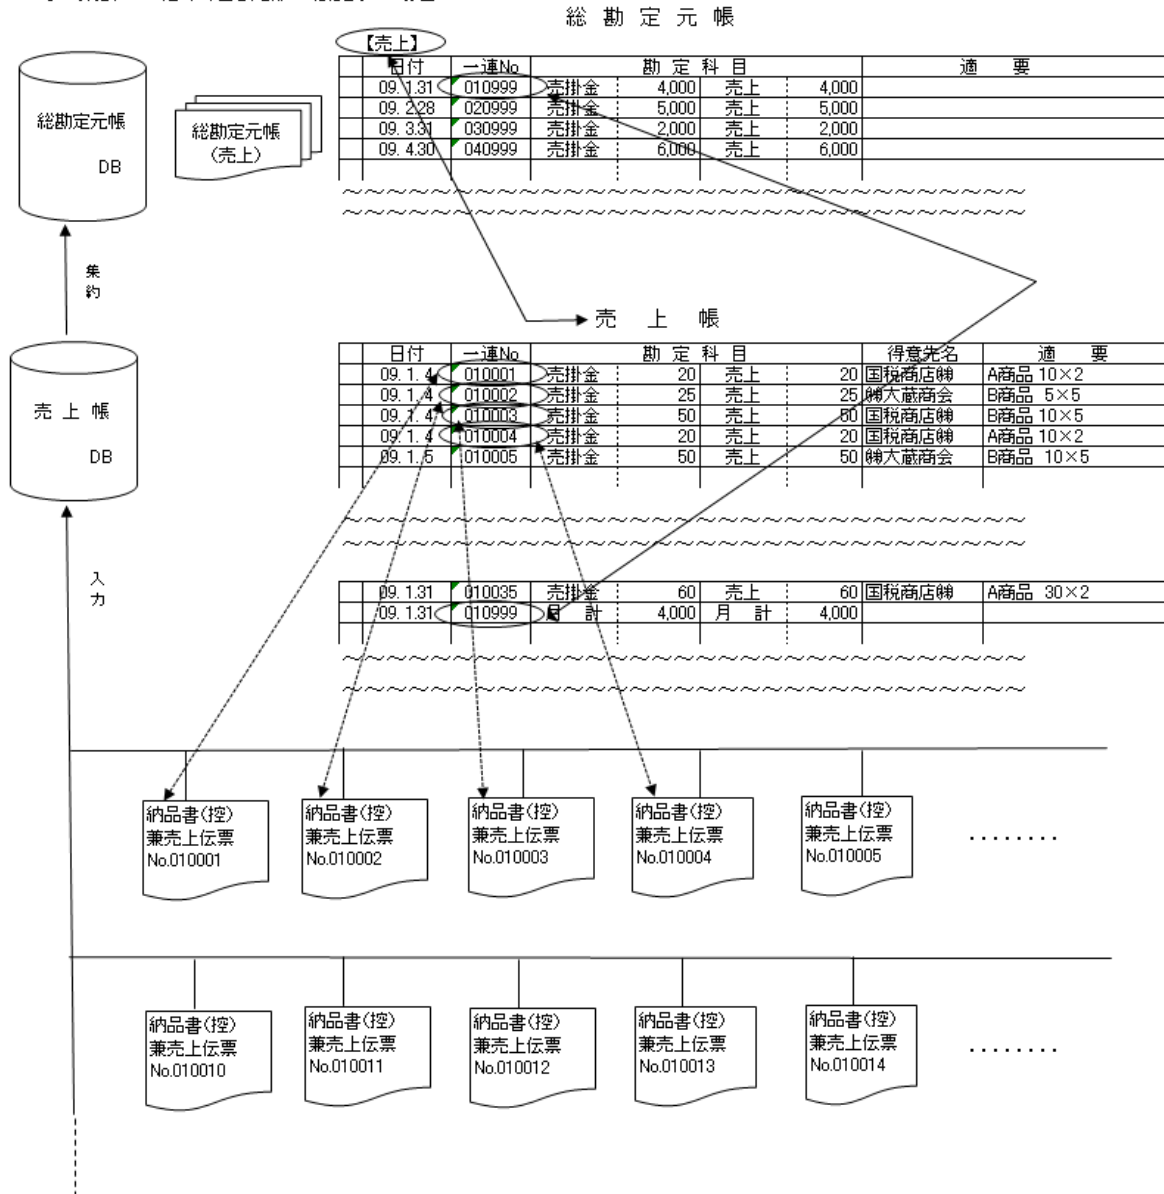 総 勘 定 元 帳
【売上】
日付 一連No 勘 定 科 目 適 要
09. 1.31 010999 売掛金 4,000 売上 4,000
09. 2.28 020999 売掛金 5,000 売上 5,000
09. 3.31 030999 売掛金 2,000 売上 2,000
09. 4.30 040999 売掛金 6,000 売上 6,000
総勘定元帳
DB
総勘定元帳
(売上)
集
約
売 上 帳
日付 一連No 勘 定 科 目 得意先名 適 要
09. 1. 4 010001 売掛金 20 売上 20 国税商店㈱ A商品 10×2
09. 1. 4 010002 売掛金 25 売上 25 ㈱大蔵商会 B商品 5×5
09. 1. 4 010003 売掛金 50 売上 50 国税商店㈱ B商品 10×5
09. 1. 4 010004 売掛金 20 売上 20 国税商店㈱ A商品 10×2
09. 1. 5 010005 売掛金 50 売上 50 ㈱大蔵商会 B商品 10×5
売 上 帳
DB
入
力
09. 1.31 010035 売掛金 60 売上 60 国税商店㈱ A商品 30×2
09. 1.31 010999 月 計 4,000 月 計 4,000
納品書(控)
兼売上伝票
No.010001
納品書(控)
兼売上伝票
No.010002
納品書(控)
兼売上伝票
No.010003
納品書(控)
兼売上伝票
No.010004
納品書(控)
兼売上伝票
No.010005
........
納品書(控)
兼売上伝票
No.010010
納品書(控)
兼売上伝票
No.010011
納品書(控)
兼売上伝票
No.010012
納品書(控)
兼売上伝票
No.010013
納品書(控)
兼売上伝票
No.010014
........